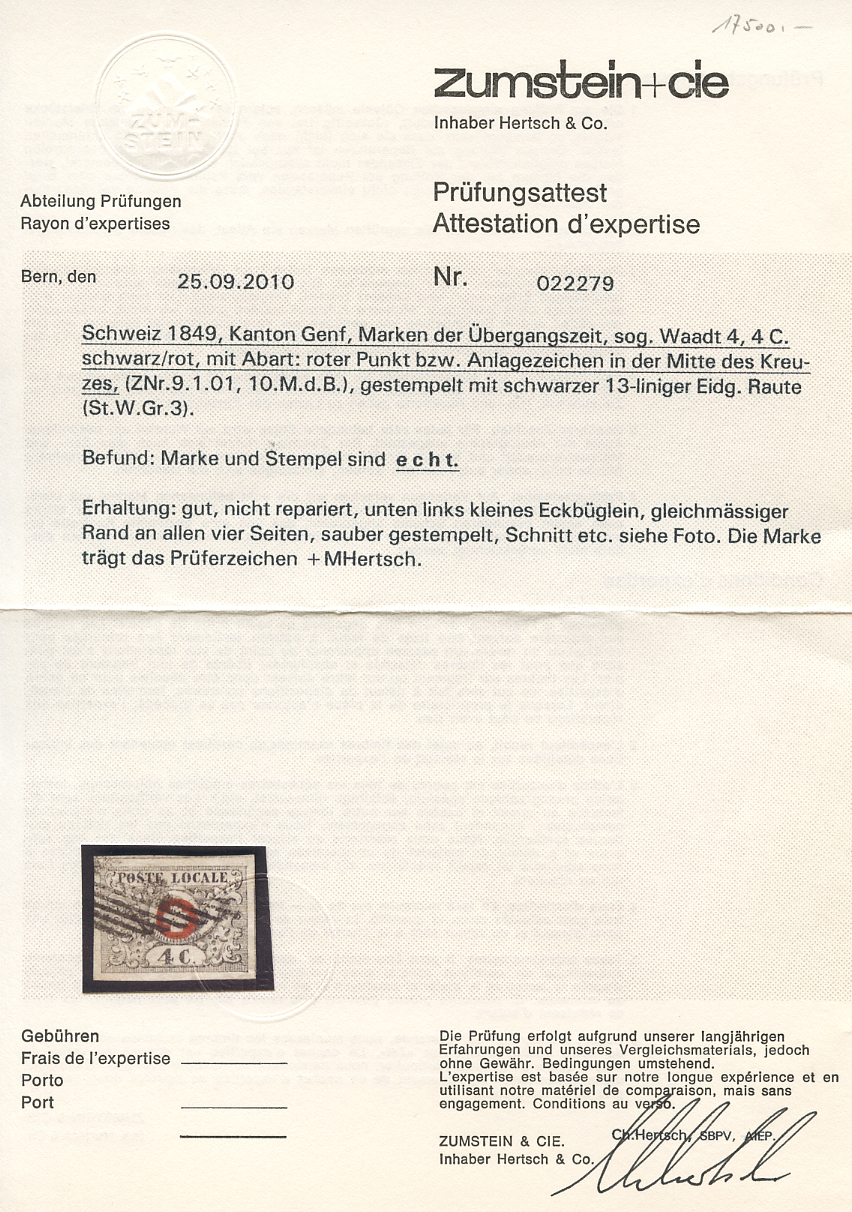 17500.—
ZUM-
STEIN
zumstein+cie
Inhaber Hertsch & Co.
Abteilung Prüfungen
Rayon d'expertises
Prüfungsattest
Attestation d'expertise
Bern, den 25.09.2010 Nr. 022279
Schweiz 1849, Kanton Genf, Marken der Übergangszeit, sog. Waadt 4, 4 C.
schwarz/rot, mit Abart: roter Punkt bzw. Anlagezeichen in der Mitte des Kreu-
zes, (ZNr.9.1.01, 10.M.d.B.), gestempelt mit schwarzer 13-liniger Eidg. Raute
(St.W.Gr.3).
Befund: Marke und Stempel sind echt.
Erhaltung: gut, nicht repariert, unten links kleines Eckbüglein, gleichmässiger
Rand an allen vier Seiten, sauber gestempelt, Schnitt etc. siehe Foto. Die Marke
trägt das Prüferzeichen +MHertsch.
POSTE LOCALE
4 C.
Gebühren
Frais de l'expertise
Porto
Port
Die Prüfung erfolgt aufgrund unserer langjährigen
Erfahrungen und unseres Vergleichsmaterials, jedoch
ohne Gewähr. Bedingungen umstehend.
L'expertise est basée sur notre longue expérience et en
utilisant notre matériel de comparaison, mais sans
engagement. Conditions au verso.
ZUMSTEIN & CIE. Ch.Hertsch, SBPV, AIEP.
Inhaber Hertsch & Co.